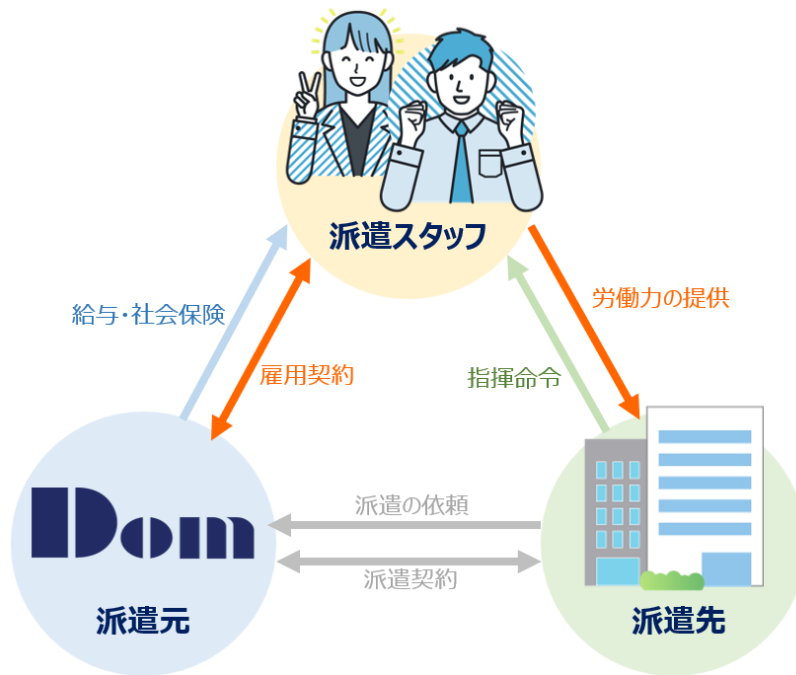 派遣スタッフ
給与・社会保険
雇用契約
労働力の提供
指揮命令
派遣の依頼
派遣契約
Dom
派遣元
派遣先